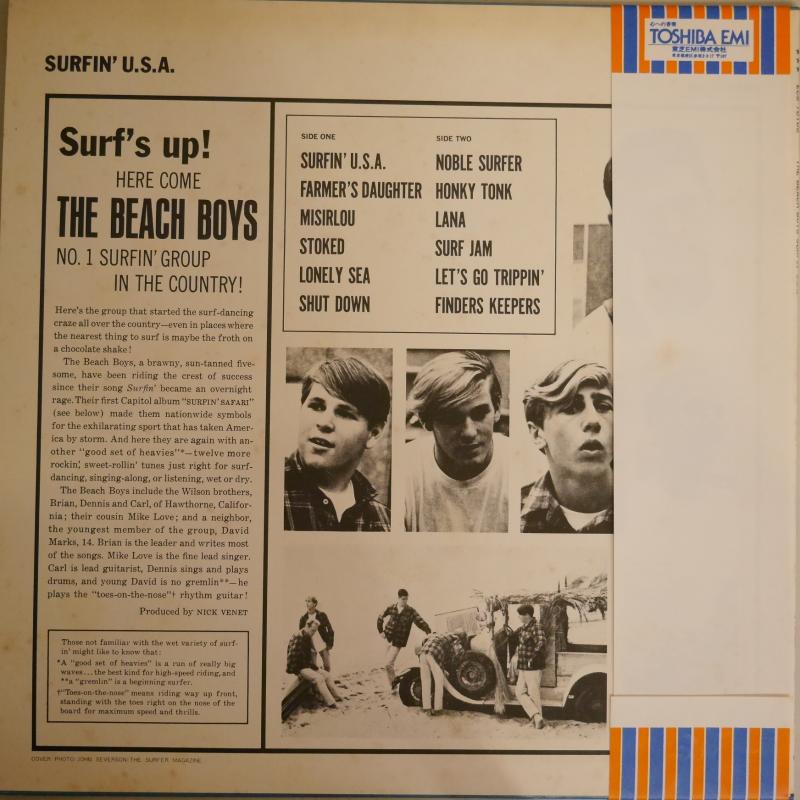 SURFIN' U.S.A.
心への音楽
TOSHIBA EMI
東芝EMI株式会社
Surf's up!
HERE COME
THE BEACH BOYS
NO. 1 SURFIN' GROUP
IN THE COUNTRY!
Here's the group that started the surf-dancing
craze all over the country—even in places where
the nearest thing to surf is maybe the froth on
a chocolate shake!
The Beach Boys, a brawny, sun-tanned five-
some, have been riding the crest of success
since their song Surfin' became an overnight
rage. Their first Capitol album "SURFIN' SAFARI"
(see below) made them nationwide symbols
for the exhilarating sport that has taken Amer-
ica by storm. And here they are again with an-
other "good set of heavies"*—twelve more
rockin', sweet-rollin' tunes just right for surf-
dancing, singing-along, or listening, wet or dry.
The Beach Boys include the Wilson brothers,
Brian, Dennis and Carl, of Hawthorne, Califor-
nia; their cousin Mike Love; and a neighbor,
the youngest member of the group, David
Marks, 14. Brian is the leader and writes most
of the songs. Mike Love is the fine lead singer.
Carl is lead guitarist, Dennis sings and plays
drums, and young David is no gremlin**—he
plays the "toes-on-the-nose"† rhythm guitar!
Produced by NICK VENET
Those not familiar with the wet variety of surf-
in' might like to know that:
*A "good set of heavies" is a run of really big
waves...the best kind for high-speed riding, and
**a "gremlin" is a beginning surfer.
†"Toes-on-the-nose" means riding way up front,
standing with the toes right on the nose of the
board for maximum speed and thrills.
COVER PHOTO: JOHN SEVERSON/THE SURFER MAGAZINE
SIDE ONE
SURFIN' U.S.A.
FARMER'S DAUGHTER
MISIRLOU
STOKED
LONELY SEA
SHUT DOWN
SIDE TWO
NOBLE SURFER
HONKY TONK
LANA
SURF JAM
LET'S GO TRIPPIN'
FINDERS KEEPERS